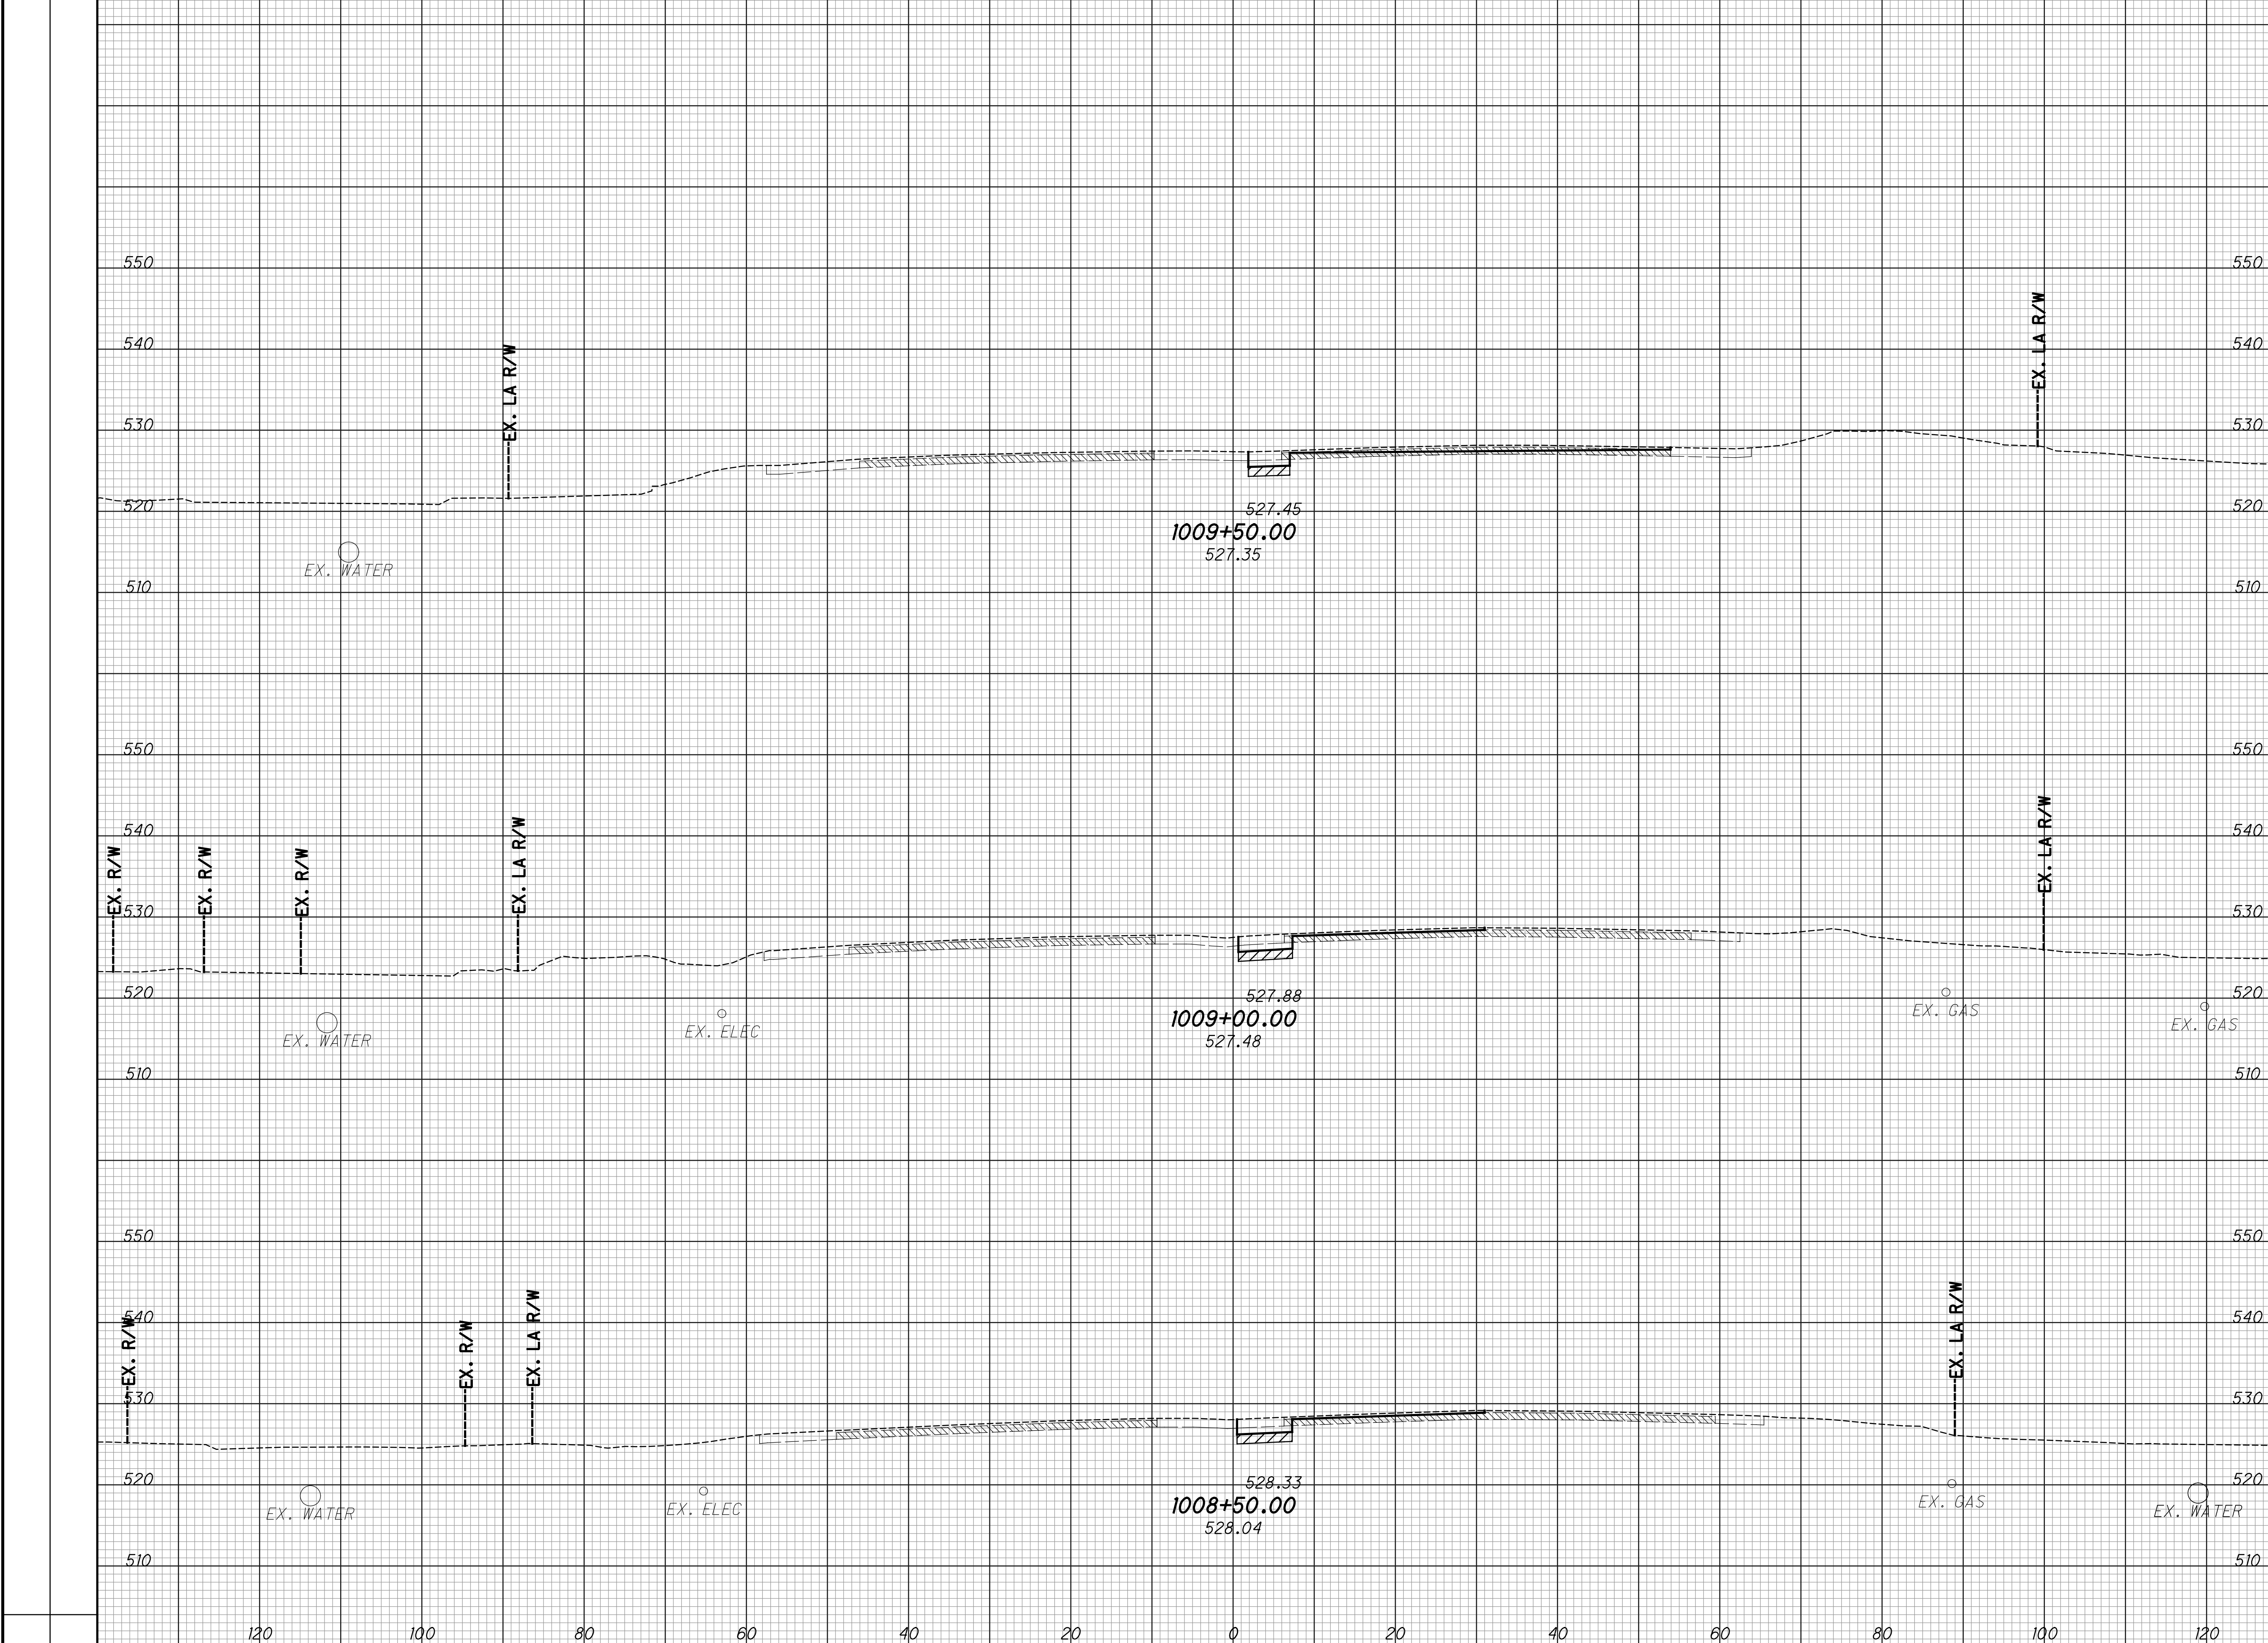 550 550
EX. LA R/W
540 540
EX. LA R/W
530 530
520 520
527.45
1009+50.00
527.35
EX. WATER
510 510
550 550
EX. LA R/W
540 540
EX. LA R/W
EX. R/W
EX. R/W
EX. R/W
530 530
520 520
527.88
1009+00.00
527.48
EX. WATER
EX. ELEC
EX. GAS
EX. GAS
510 510
550 550
EX. LA R/W
EX. LA R/W
540 540
EX. R/W
EX. R/W
530 530
520 520
528.33
1008+50.00
528.04
EX. WATER
EX. ELEC
EX. GAS
EX. WATER
510 510
120 100 80 60 40 20 0 20 40 60 80 100 120